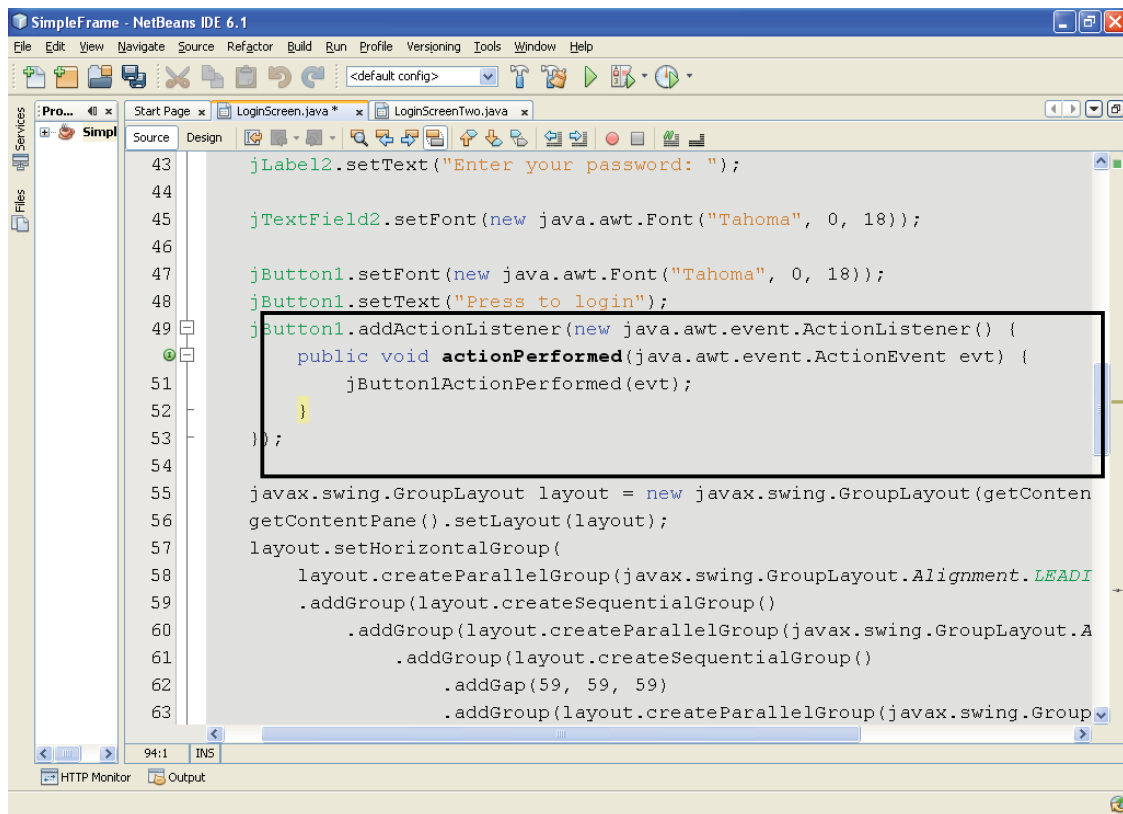 SimpleFrame - NetBeans IDE 6.1
File Edit View Navigate Source Refactor Build Run Profile Versioning Tools Window Help
<default config>
Services
Files
Pro...
Simpl
Start Page x LoginScreen.java * x LoginScreenTwo.java x
Source Design
43 jLabel2.setText("Enter your password: ");
44
45 jTextField2.setFont(new java.awt.Font("Tahoma", 0, 18));
46
47 jButton1.setFont(new java.awt.Font("Tahoma", 0, 18));
48 jButton1.setText("Press to login");
49 jButton1.addActionListener(new java.awt.event.ActionListener() {
public void actionPerformed(java.awt.event.ActionEvent evt) {
51 jButton1ActionPerformed(evt);
52 }
53 });
54
55 javax.swing.GroupLayout layout = new javax.swing.GroupLayout(getConten
56 getContentPane().setLayout(layout);
57 layout.setHorizontalGroup(
58 layout.createParallelGroup(javax.swing.GroupLayout.Alignment.LEADI
59 .addGroup(layout.createSequentialGroup()
60 .addGroup(layout.createParallelGroup(javax.swing.GroupLayout.A
61 .addGroup(layout.createSequentialGroup()
62 .addGap(59, 59, 59)
63 .addGroup(layout.createParallelGroup(javax.swing.Group
94:1 INS
HTTP Monitor Output